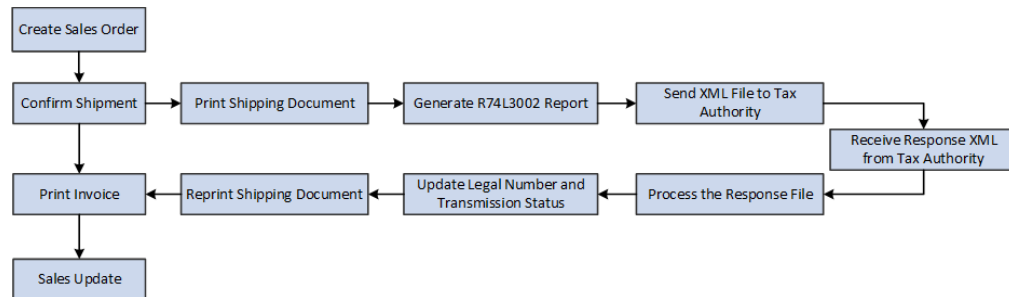 Create Sales Order
Confirm Shipment
Print Shipping Document
Generate R74L3002 Report
Send XML File to Tax
Authority
Receive Response XML
from Tax Authority
Print Invoice
Reprint Shipping Document
Update Legal Number and
Transmission Status
Process the Response File
Sales Update